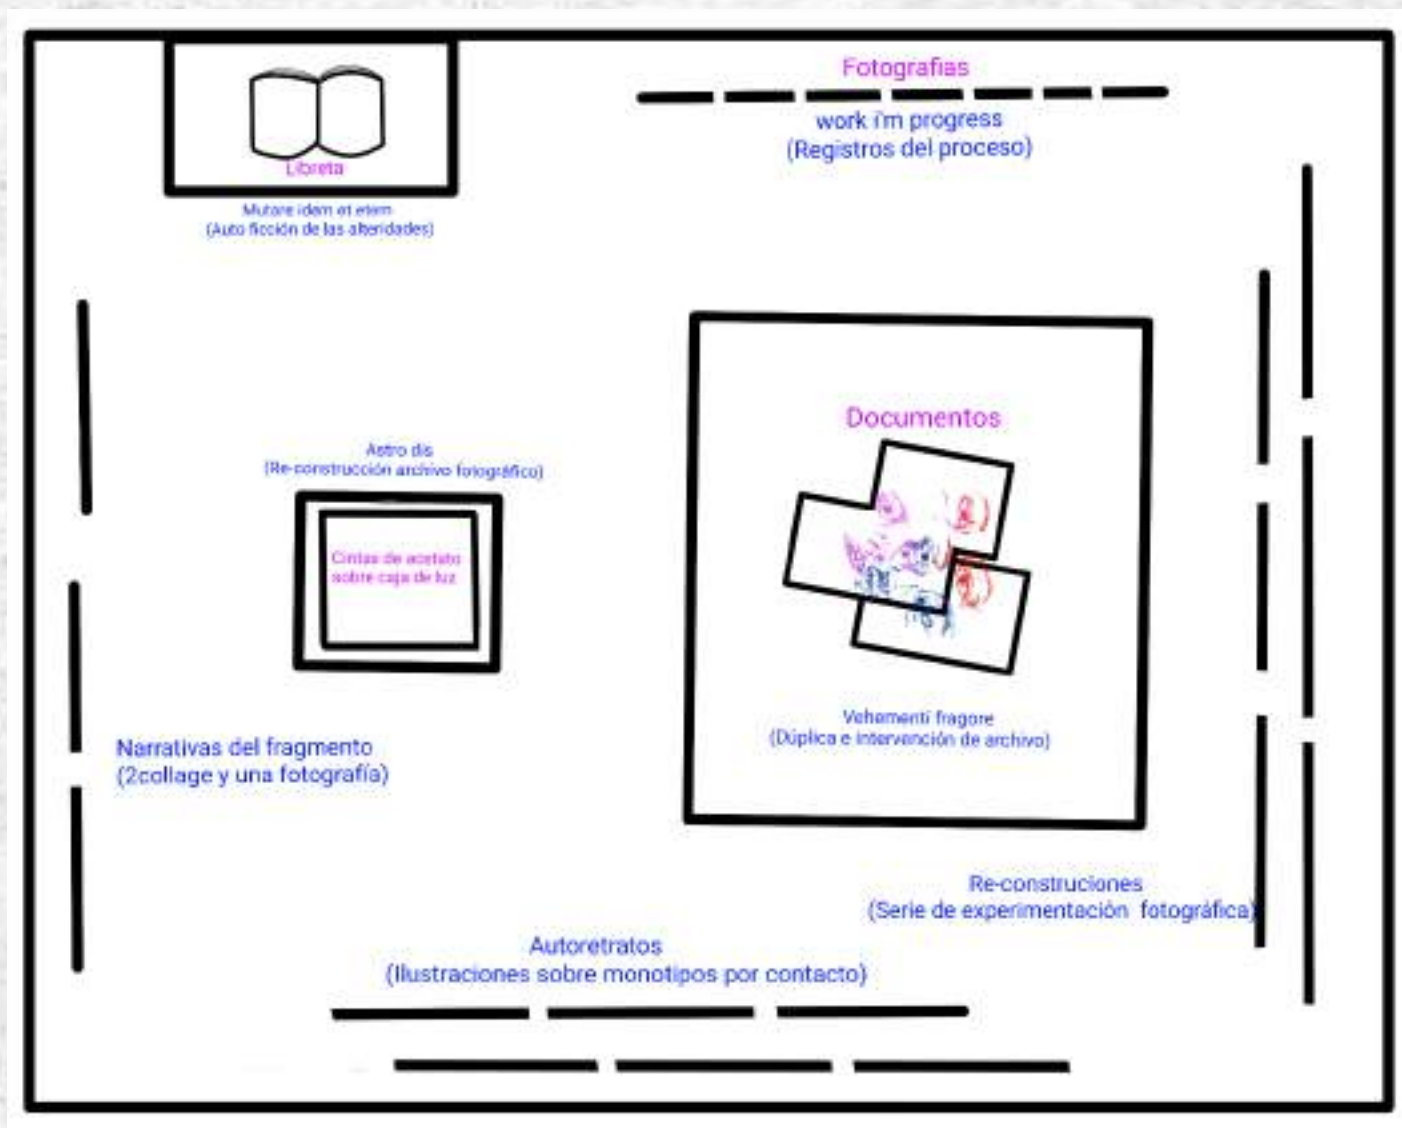 Fotografias
work i'm progress
(Registros del proceso)
Libreta
Mutare idem et etem
(Auto ficción de las alteridades)
Documentos
Astro dis
(Re-construcción archivo fotográfico)
Cintas de acetato
sobre caja de luz
Vehementi fragore
(Dúplica e intervención de archivo)
Narrativas del fragmento
(2collage y una fotografía)
Re-construciones
(Serie de experimentación fotográfica)
Autoretratos
(Ilustraciones sobre monotipos por contacto)